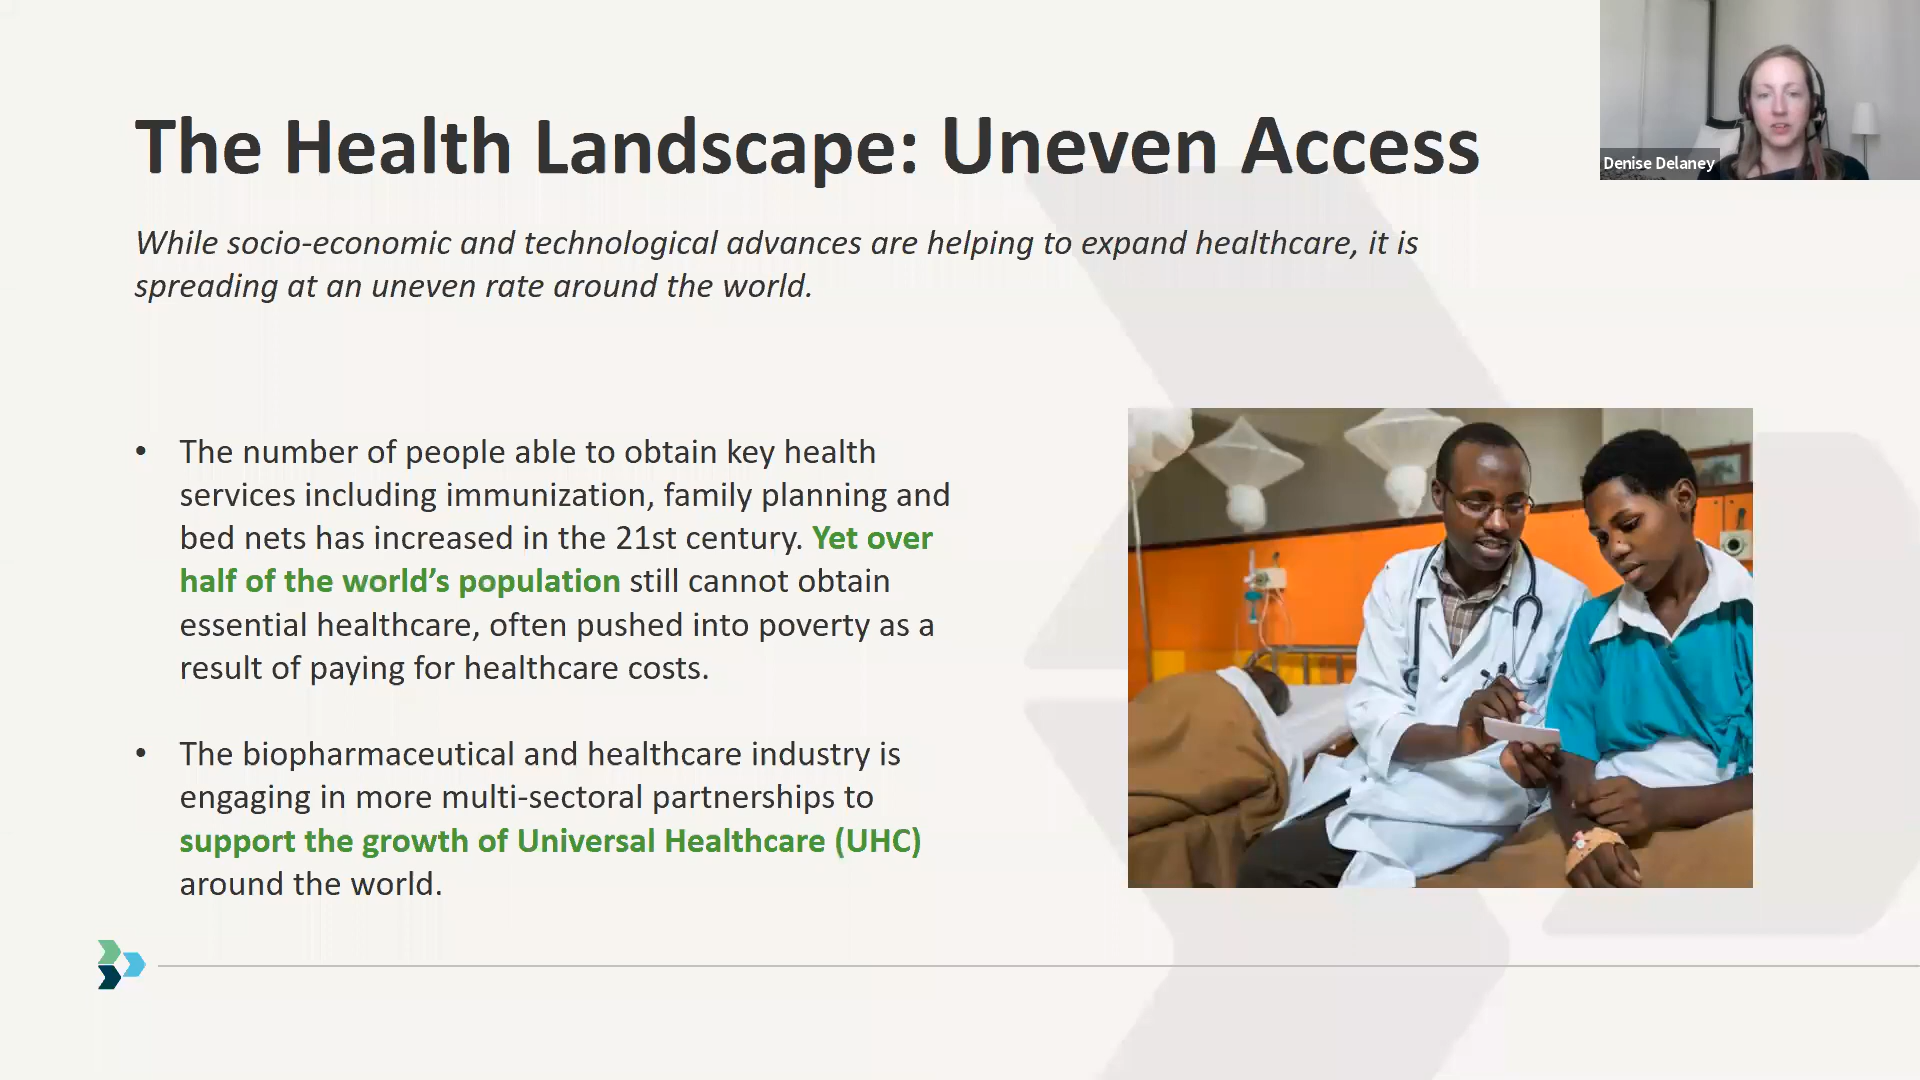 The Health Landscape: Uneven Access
Denise Delaney
While socio-economic and technological advances are helping to expand healthcare, it is
spreading at an uneven rate around the world.
• The number of people able to obtain key health
services including immunization, family planning and
bed nets has increased in the 21st century. Yet over
half of the world’s population still cannot obtain
essential healthcare, often pushed into poverty as a
result of paying for healthcare costs.
• The biopharmaceutical and healthcare industry is
engaging in more multi-sectoral partnerships to
support the growth of Universal Healthcare (UHC)
around the world.